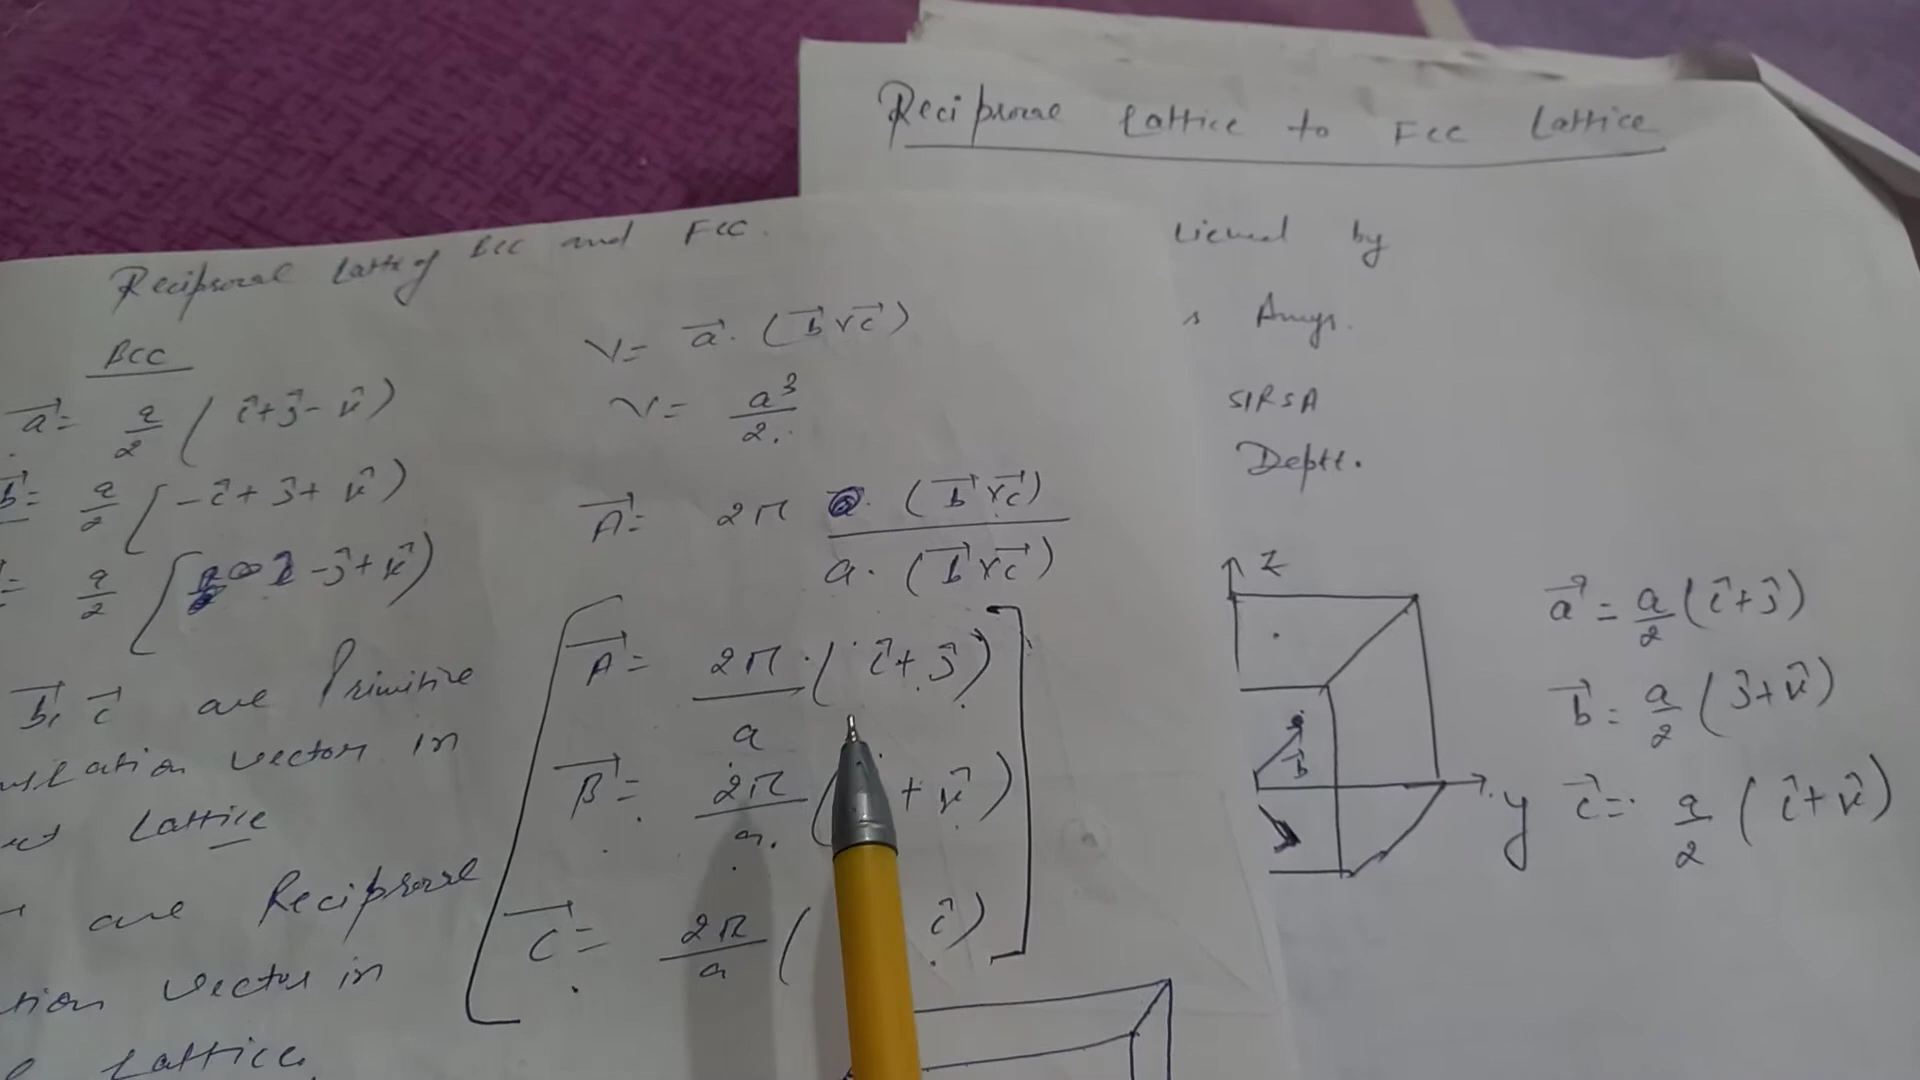 Reciprocal Lattice to FCC Lattice
by
SIRSA
Deptt.
Reciprocal Latt of BCC and FCC.
BCC
a⃗ = a/2 ( î+ĵ- k̂)
b⃗ = a/2 [-î + ĵ + k̂)
= a/2 [ -ĵ + k̂)
b⃗, c⃗ are Primitive
vector in
Lattice
are Reciprocal
vector in
Lattice
V = a⃗. (b⃗×c⃗)
V = a³/2.
A⃗ = 2π (b⃗×c⃗) / a. (b⃗×c⃗)
A⃗ = 2π/a . (î+ĵ)
B⃗ = 2π/a ( + k̂)
C⃗ = 2π/a ( î)
Z
b⃗
y
a⃗ = a/2 (î+ĵ)
b⃗ = a/2 (ĵ+k̂)
c⃗ = a/2 (î+k̂)